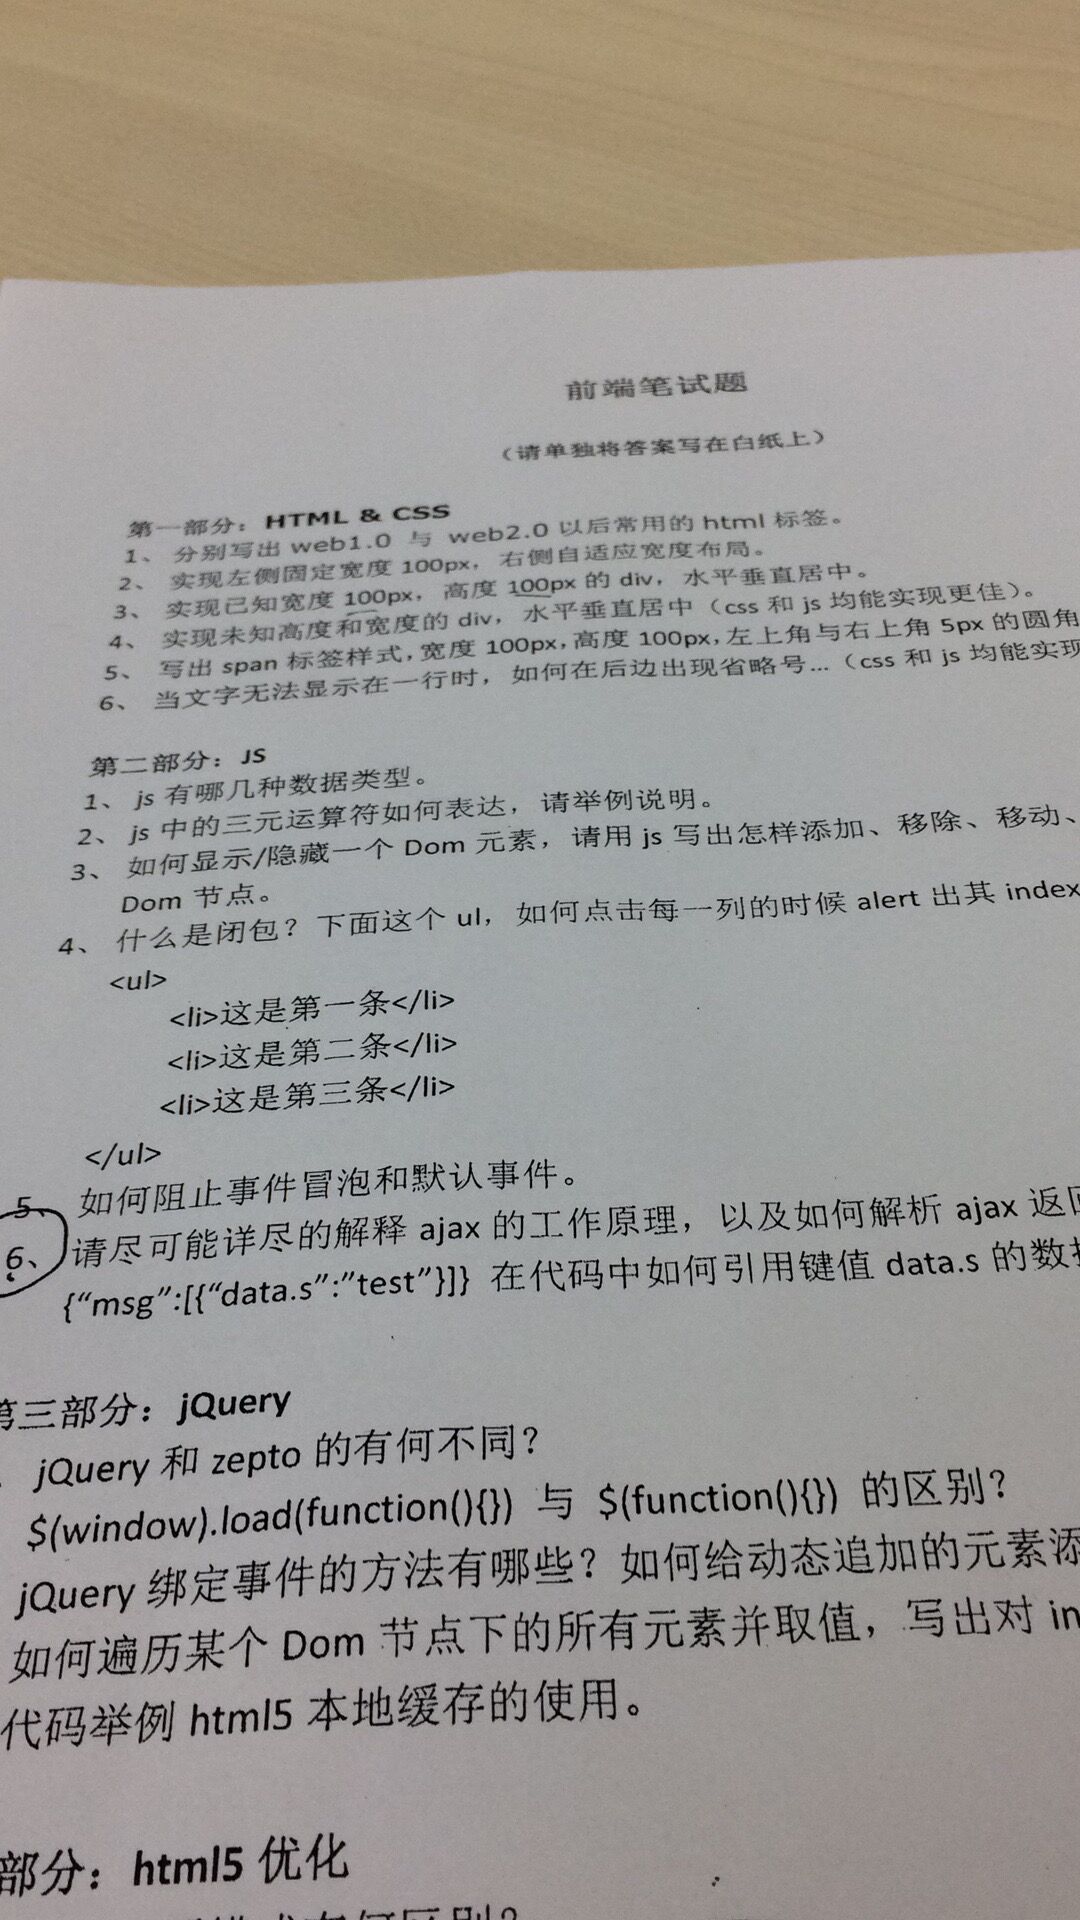 前端笔试题
（请单独将答案写在白纸上）
第一部分：HTML & CSS
1、 分别写出 web1.0 与 web2.0 以后常用的 html 标签。
2、 实现左侧固定宽度 100px，右侧自适应宽度布局。
3、 实现已知宽度 100px，高度 100px 的 div，水平垂直居中。
4、 实现未知高度和宽度的 div，水平垂直居中（css 和 js 均能实现更佳）。
5、 写出 span 标签样式，宽度 100px，高度 100px，左上角与右上角 5px 的圆角
6、 当文字无法显示在一行时，如何在后边出现省略号...（css 和 js 均能实现
第二部分：JS
1、 js 有哪几种数据类型。
2、 js 中的三元运算符如何表达，请举例说明。
3、 如何显示/隐藏一个 Dom 元素，请用 js 写出怎样添加、移除、移动、
Dom 节点。
4、 什么是闭包？下面这个 ul，如何点击每一列的时候 alert 出其 index
<ul>
<li>这是第一条</li>
<li>这是第二条</li>
<li>这是第三条</li>
</ul>
5、 如何阻止事件冒泡和默认事件。
6、 请尽可能详尽的解释 ajax 的工作原理，以及如何解析 ajax 返回
{“msg”:[{“data.s”:”test”}]} 在代码中如何引用键值 data.s 的数据
第三部分：jQuery
jQuery 和 zepto 的有何不同？
$(window).load(function(){}) 与 $(function(){}) 的区别？
jQuery 绑定事件的方法有哪些？如何给动态追加的元素添
如何遍历某个 Dom 节点下的所有元素并取值，写出对 in
代码举例 html5 本地缓存的使用。
部分：html5 优化
有何区别？